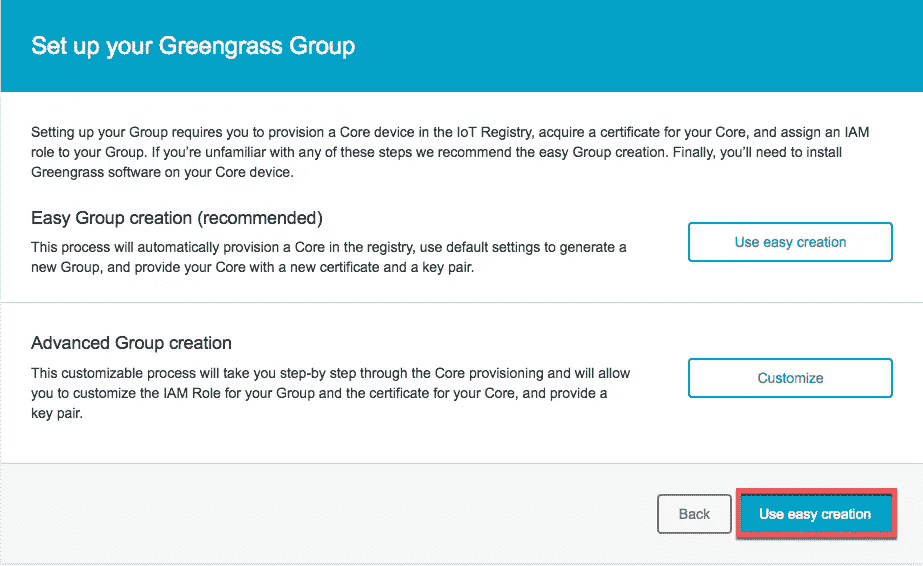 Set up your Greengrass Group
Setting up your Group requires you to provision a Core device in the IoT Registry, acquire a certificate for your Core, and assign an IAM
role to your Group. If you're unfamiliar with any of these steps we recommend the easy Group creation. Finally, you'll need to install
Greengrass software on your Core device.
Easy Group creation (recommended)
This process will automatically provision a Core in the registry, use default settings to generate a
new Group, and provide your Core with a new certificate and a key pair.
Use easy creation
Advanced Group creation
This customizable process will take you step-by step through the Core provisioning and will allow
you to customize the IAM Role for your Group and the certificate for your Core, and provide a
key pair.
Customize
Back
Use easy creation